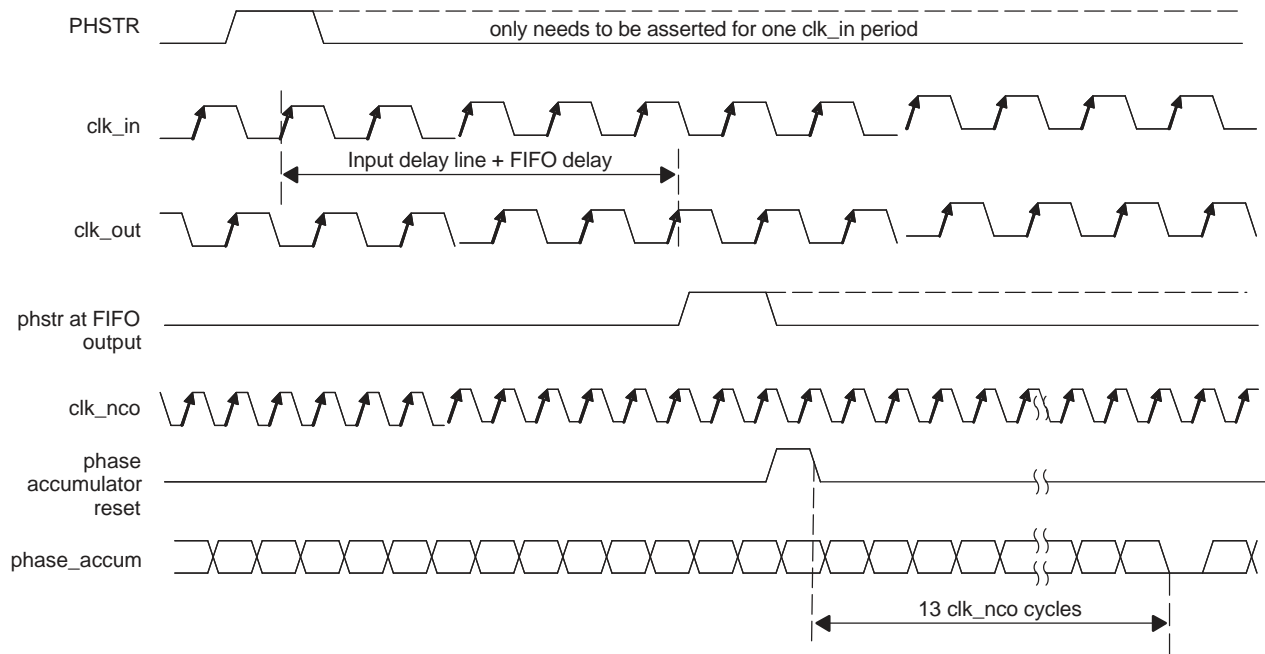 PHSTR
only needs to be asserted for one clk_in period
clk_in
Input delay line + FIFO delay
clk_out
phstr at FIFO
output
clk_nco
phase
accumulator
reset
phase_accum
13 clk_nco cycles